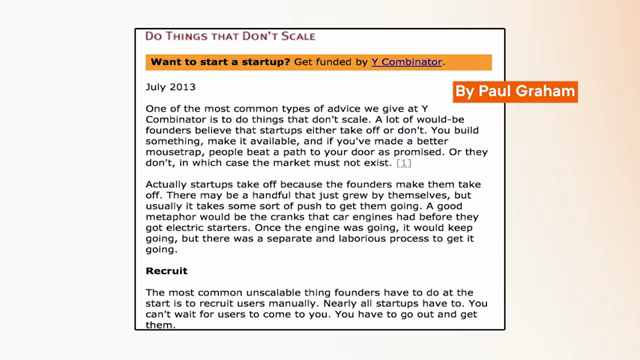 DO THINGS THAT DON'T SCALE
Want to start a startup? Get funded by Y Combinator.
July 2013
By Paul Graham
One of the most common types of advice we give at Y
Combinator is to do things that don't scale. A lot of would-be
founders believe that startups either take off or don't. You build
something, make it available, and if you've made a better
mousetrap, people beat a path to your door as promised. Or they
don't, in which case the market must not exist. [1]
Actually startups take off because the founders make them take
off. There may be a handful that just grew by themselves, but
usually it takes some sort of push to get them going. A good
metaphor would be the cranks that car engines had before they
got electric starters. Once the engine was going, it would keep
going, but there was a separate and laborious process to get it
going.
Recruit
The most common unscalable thing founders have to do at the
start is to recruit users manually. Nearly all startups have to. You
can't wait for users to come to you. You have to go out and get
them.